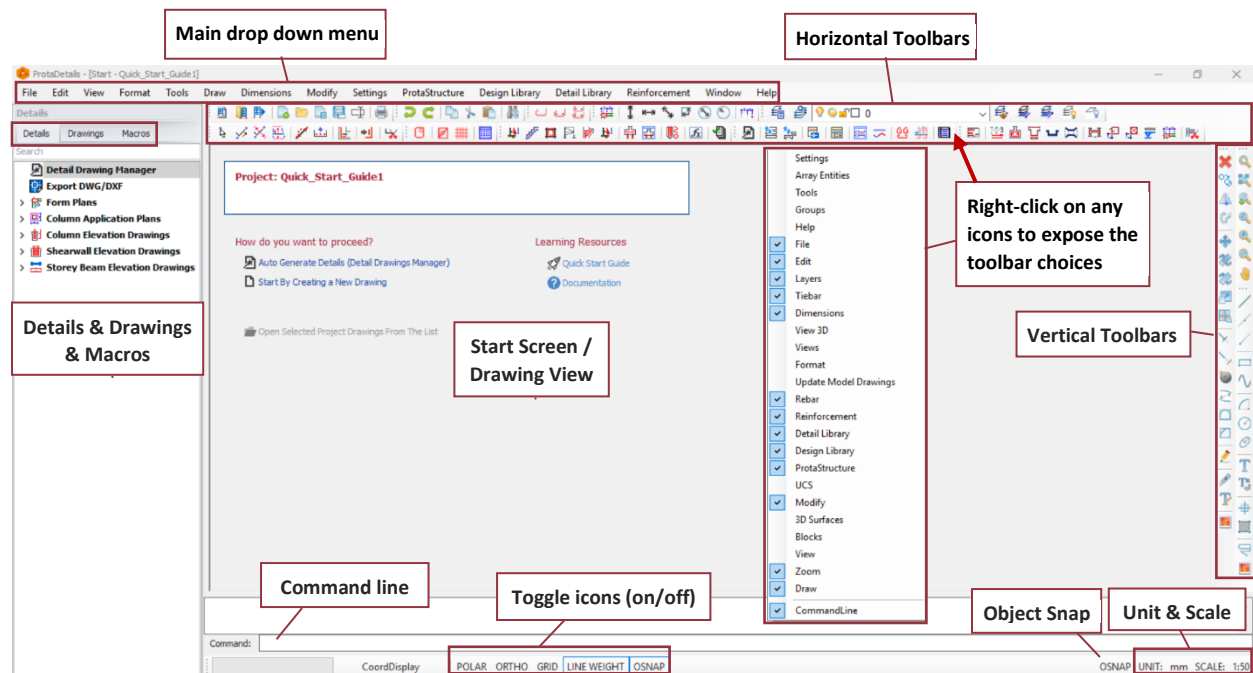 Main drop down menu
Horizontal Toolbars
ProtaDetails - [Start - Quick_Start_Guide1]
File Edit View Format Tools Draw Dimensions Modify Settings ProtaStructure Design Library Detail Library Reinforcement Window Help
Details
0
Details Drawings Macros
Search
Detail Drawing Manager
Export DWG/DXF
Form Plans
Column Application Plans
Column Elevation Drawings
Shearwall Elevation Drawings
Storey Beam Elevation Drawings
Details & Drawings
& Macros
Project: Quick_Start_Guide1
How do you want to proceed?
Auto Generate Details (Detail Drawings Manager)
Start By Creating a New Drawing
Open Selected Project Drawings From The List
Learning Resources
Quick Start Guide
Documentation
Start Screen /
Drawing View
Settings
Array Entities
Tools
Groups
Help
File
Edit
Layers
Tiebar
Dimensions
View 3D
Views
Format
Update Model Drawings
Rebar
Reinforcement
Detail Library
Design Library
ProtaStructure
UCS
Modify
3D Surfaces
Blocks
View
Zoom
Draw
CommandLine
Right-click on any
icons to expose the
toolbar choices
Vertical Toolbars
Command line
Toggle icons (on/off)
Object Snap
Unit & Scale
Command:
CoordDisplay POLAR ORTHO GRID LINE WEIGHT OSNAP OSNAP UNIT: mm SCALE: 1:50